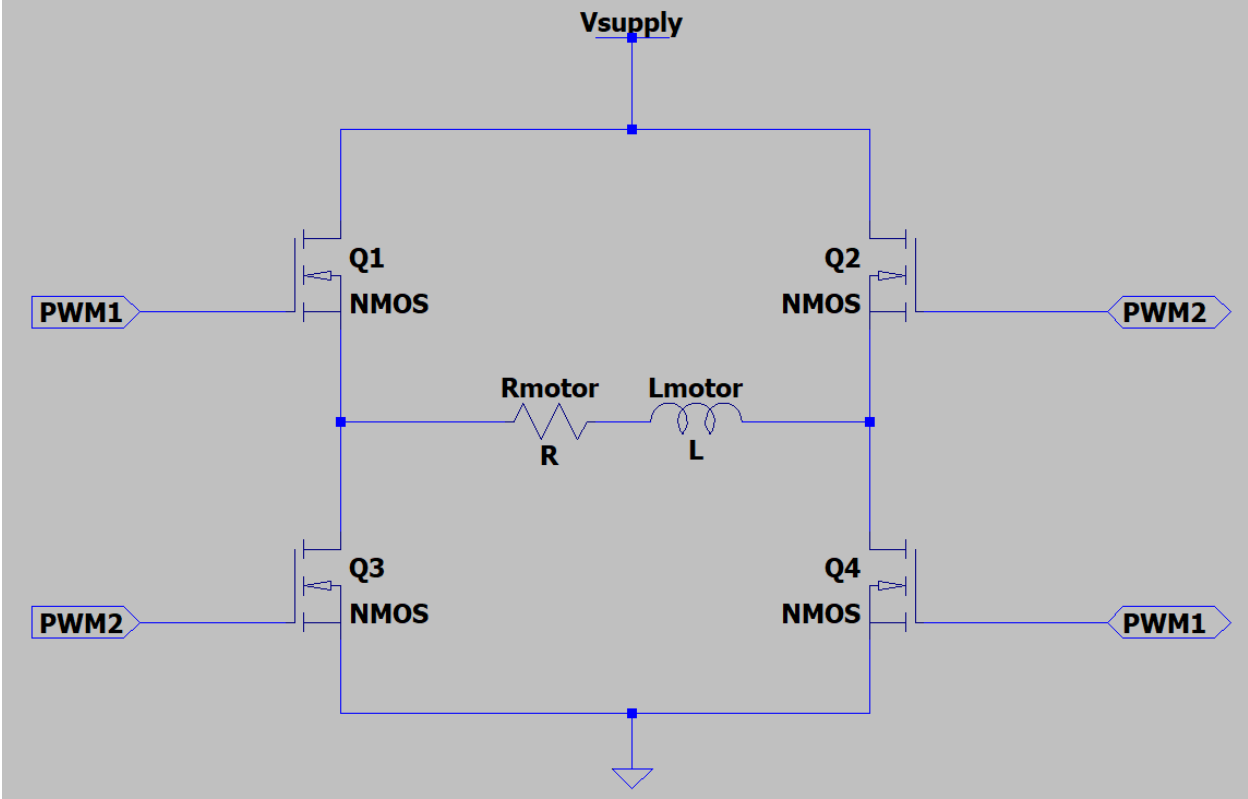 Vsupply
Q1
Q2
PWM1
NMOS
NMOS
PWM2
Rmotor
Lmotor
R
L
Q3
Q4
PWM2
NMOS
NMOS
PWM1